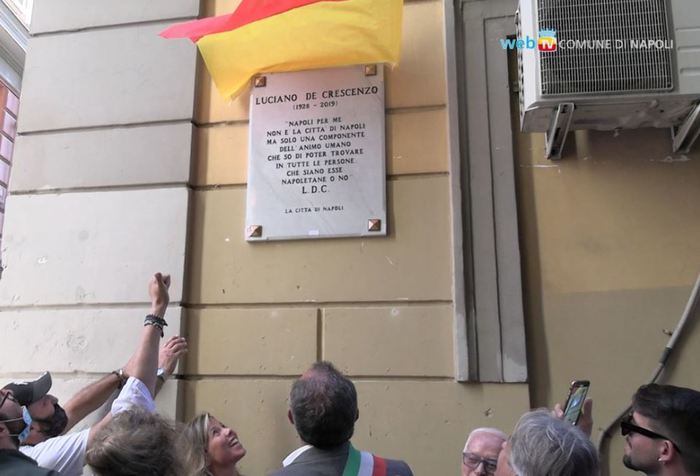 web TV COMUNE DI NAPOLI
LUCIANO DE CRESCENZO
(1928 - 2019)
"NAPOLI PER ME
NON È LA CITTÀ DI NAPOLI
MA SOLO UNA COMPONENTE
DELL'ANIMO UMANO
CHE SO DI POTER TROVARE
IN TUTTE LE PERSONE,
CHE SIANO ESSE
NAPOLETANE O NO"
L.D.C.
LA CITTÀ DI NAPOLI